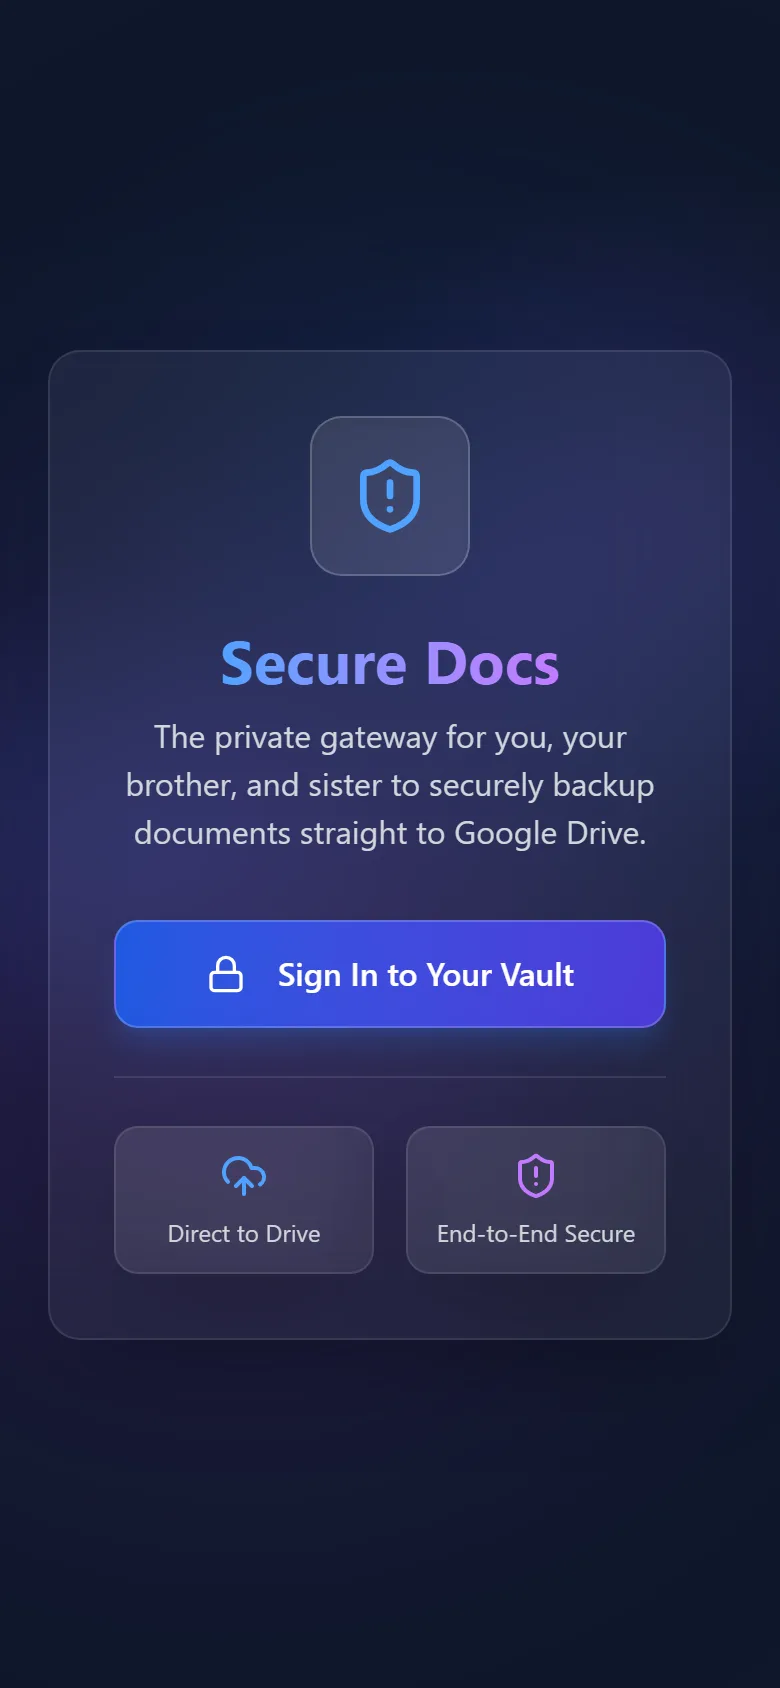 Secure Docs
The private gateway for you, your
brother, and sister to securely backup
documents straight to Google Drive.
Sign In to Your Vault
Direct to Drive
End-to-End Secure